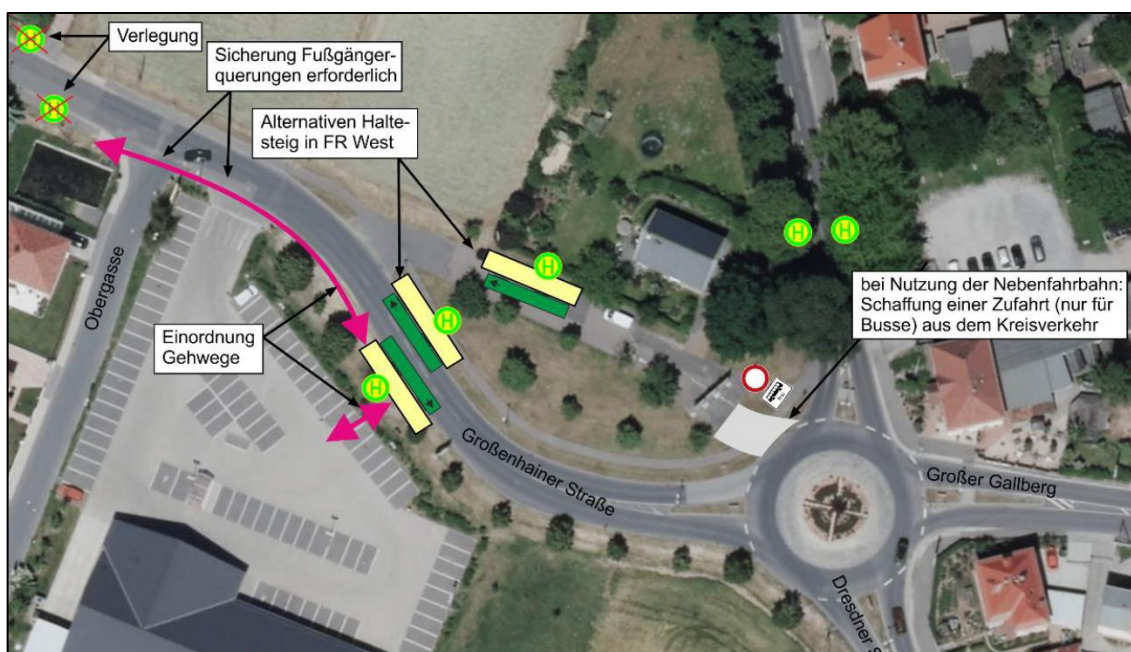 H
Verlegung
H
Sicherung Fußgänger-
querungen erforderlich
Alternativen Halte-
steig in FR West
H
H
H
bei Nutzung der Nebenfahrbahn:
Schaffung einer Zufahrt (nur für
Busse) aus dem Kreisverkehr
Obergasse
Einordnung
Gehwege
H
H
Großenhainer Straße
Großer Gallberg
Dresdner S